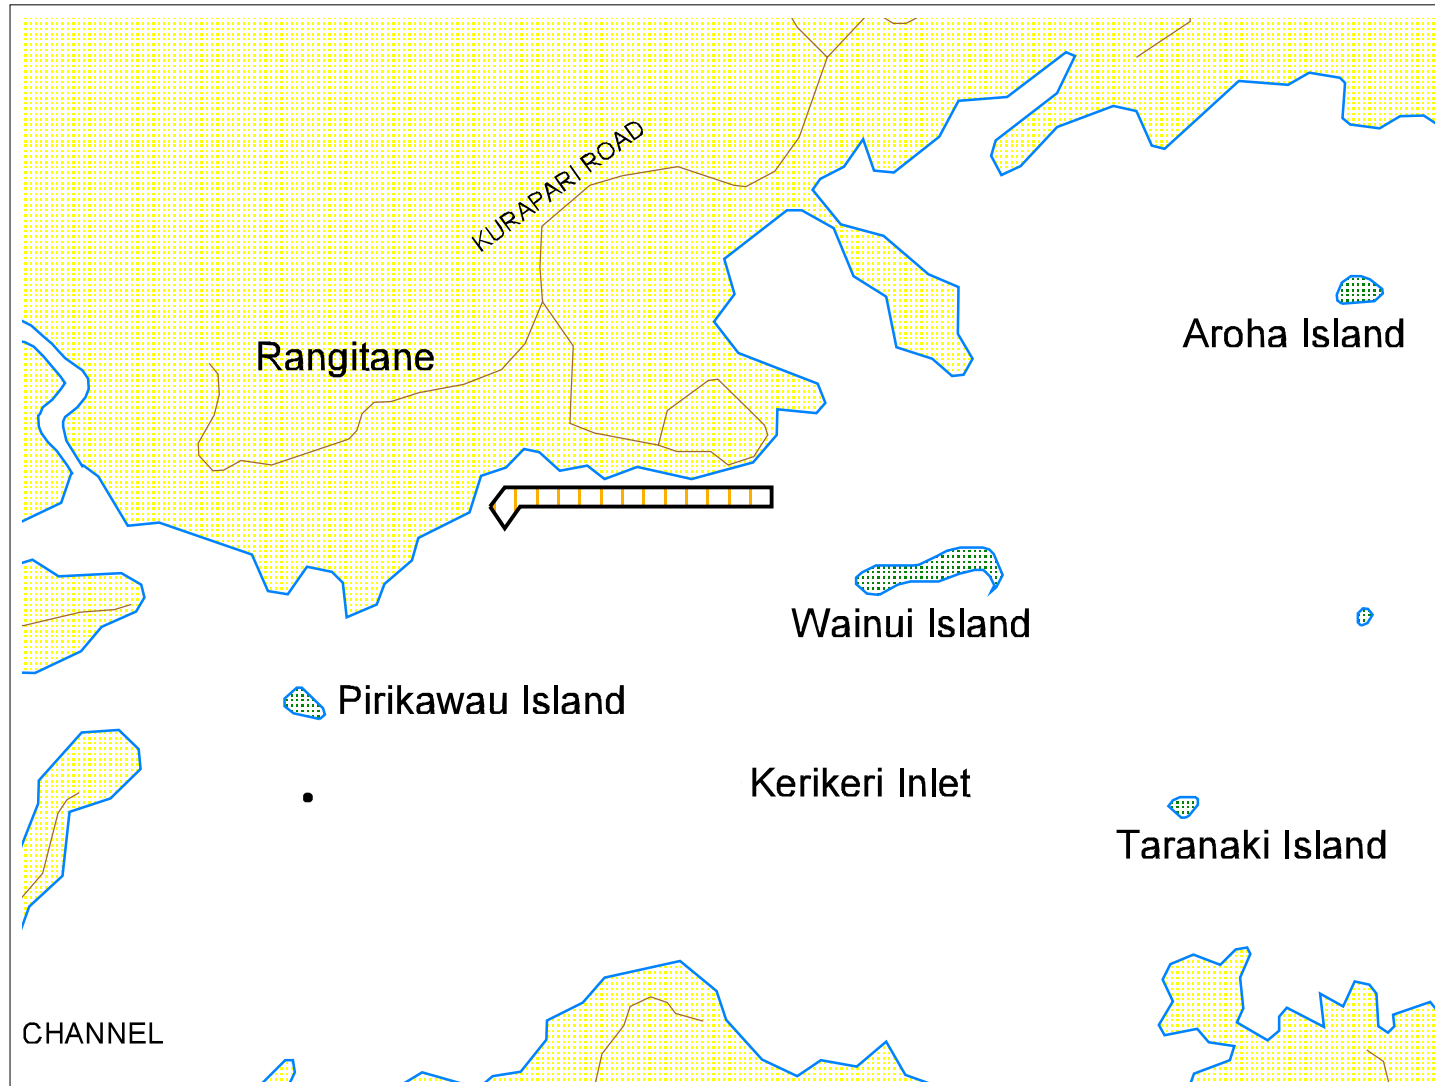 KURAPARI ROAD
Aroha Island
Rangitane
Wainui Island
Pirikawau Island
Kerikeri Inlet
Taranaki Island
CHANNEL